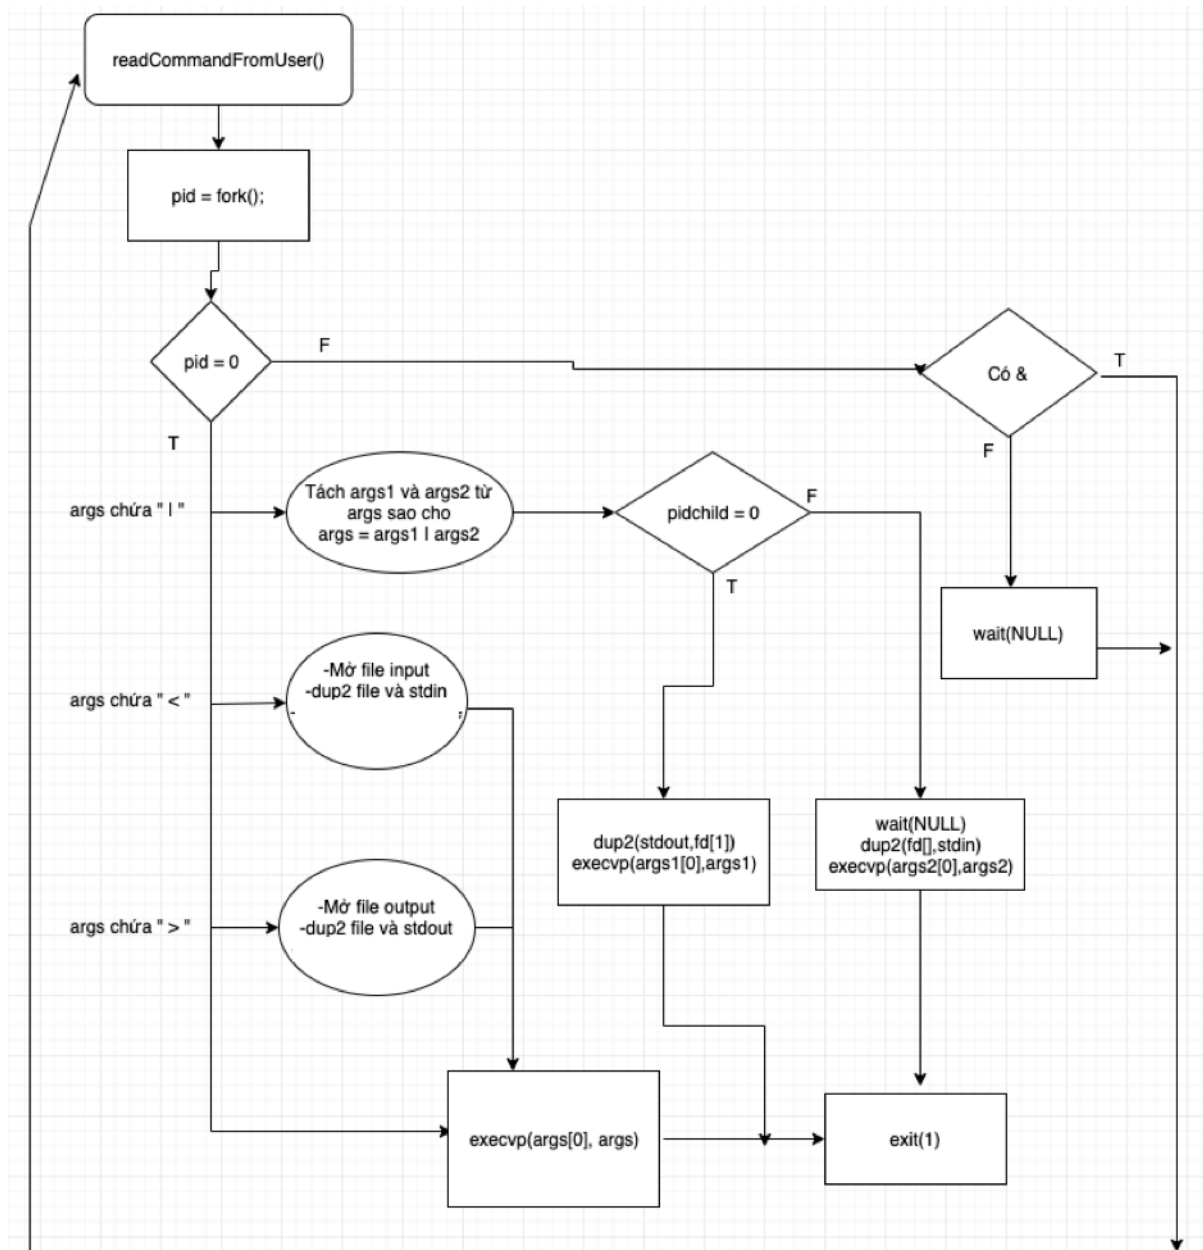 readCommandFromUser()
pid = fork();
pid = 0
F
Có &
T
T
F
args chứa " | "
Tách args1 và args2 từ
args sao cho
args = args1 | args2
pidchild = 0
F
T
wait(NULL)
args chứa " < "
-Mở file input
-dup2 file và stdin
-
;
dup2(stdout,fd[1])
execvp(args1[0],args1)
wait(NULL)
dup2(fd[],stdin)
execvp(args2[0],args2)
args chứa " > "
-Mở file output
-dup2 file và stdout
execvp(args[0], args)
exit(1)